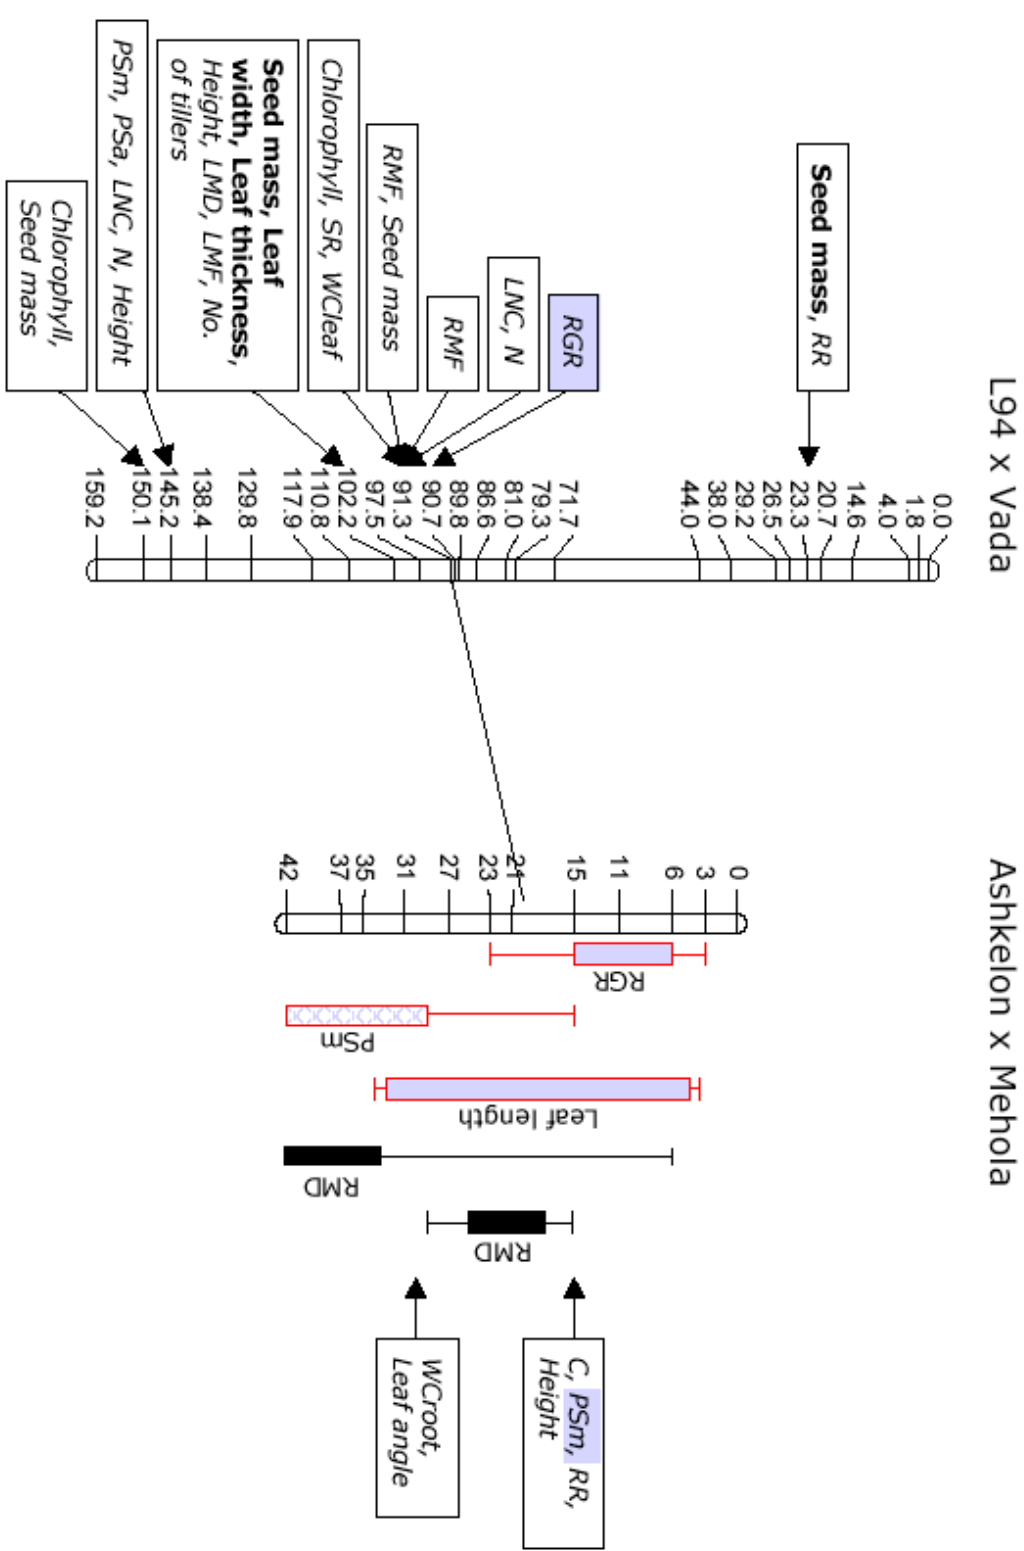 L94 x Vada
0.0
1.8
4.0
14.6
20.7
23.3
26.5
29.2
38.0
44.0
71.7
79.3
81.0
86.6
89.8
90.7
91.3
97.5
102.2
110.8
117.9
129.8
138.4
145.2
150.1
159.2
Seed mass, RR
RGR
LNC, N
RMF
RMF, Seed mass
Chlorophyll, SR, WCleaf
Seed mass, Leaf
width, Leaf thickness,
Height, LMD, LMF, No.
of tillers
PSm, PSa, LNC, N, Height
Chlorophyll,
Seed mass
Ashkelon x Mehola
0
3
6
11
15
21
23
27
31
35
37
42
RGR
PSm
Leaf length
RMD
RMD
C, PSm, RR,
Height
WCroot,
Leaf angle